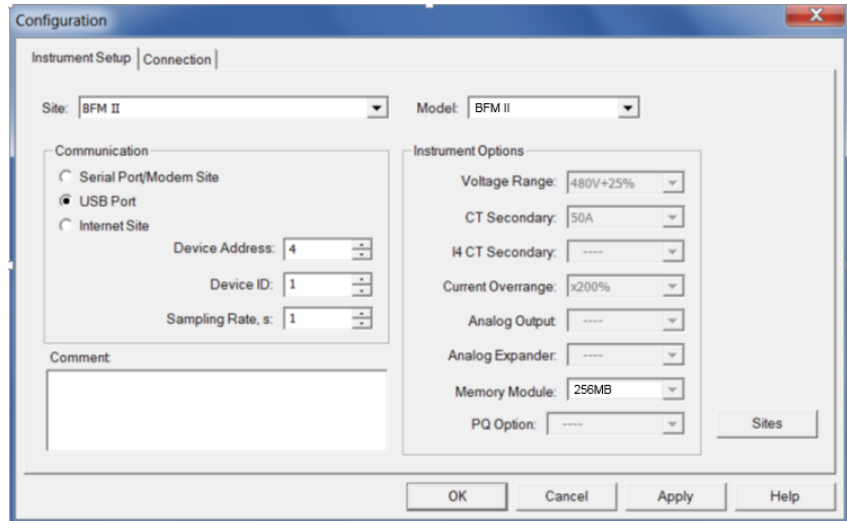 Configuration
X
Instrument Setup
Connection
Site: BFM II
Model: BFM II
Communication
Serial Port/Modem Site
USB Port
Internet Site
Device Address: 4
Device ID: 1
Sampling Rate, s: 1
Comment
Instrument Options
Voltage Range: 480V+25%
CT Secondary: 50A
I4 CT Secondary: ----
Current Overrange: x200%
Analog Output ----
Analog Expander: ----
Memory Module: 256MB
PQ Option: ----
Sites
OK
Cancel
Apply
Help